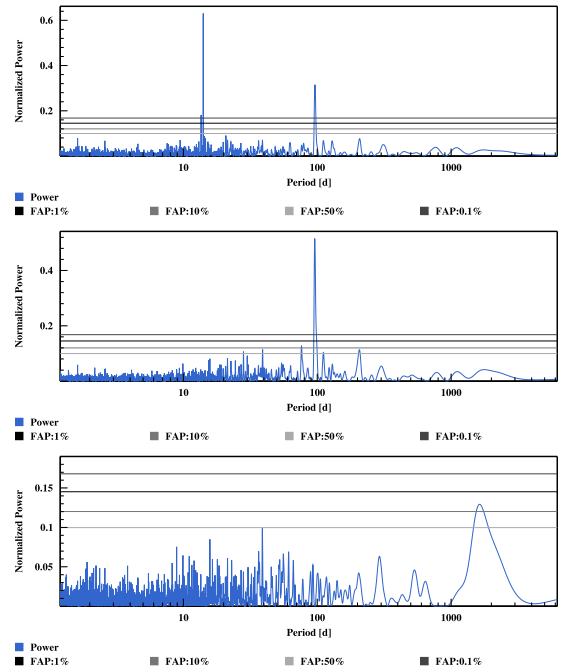 0.6
0.4
0.2
Normalized Power
10 100 1000
Period [d]
Power
FAP:1% FAP:10% FAP:50% FAP:0.1%
0.4
0.2
Normalized Power
10 100 1000
Period [d]
Power
FAP:1% FAP:10% FAP:50% FAP:0.1%
0.15
0.1
0.05
Normalized Power
10 100 1000
Period [d]
Power
FAP:1% FAP:10% FAP:50% FAP:0.1%